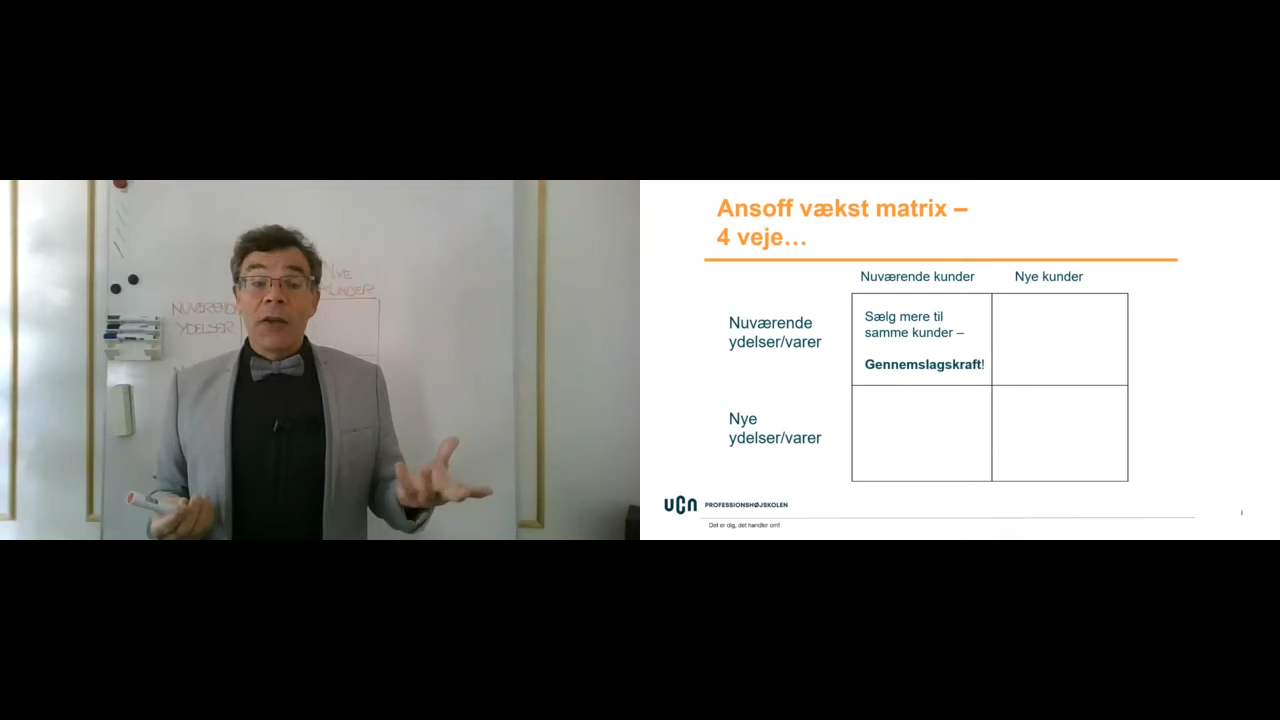 NYE
KUNDER
NUVÆRENDE
YDELSER
Ansoff vækst matrix –
4 veje…
Nuværende kunder
Nye kunder
Nuværende
ydelser/varer
Sælg mere til
samme kunder –
Gennemslagskraft!
Nye
ydelser/varer
ucn PROFESSIONSHØJSKOLEN
Det er dig, det handler om!